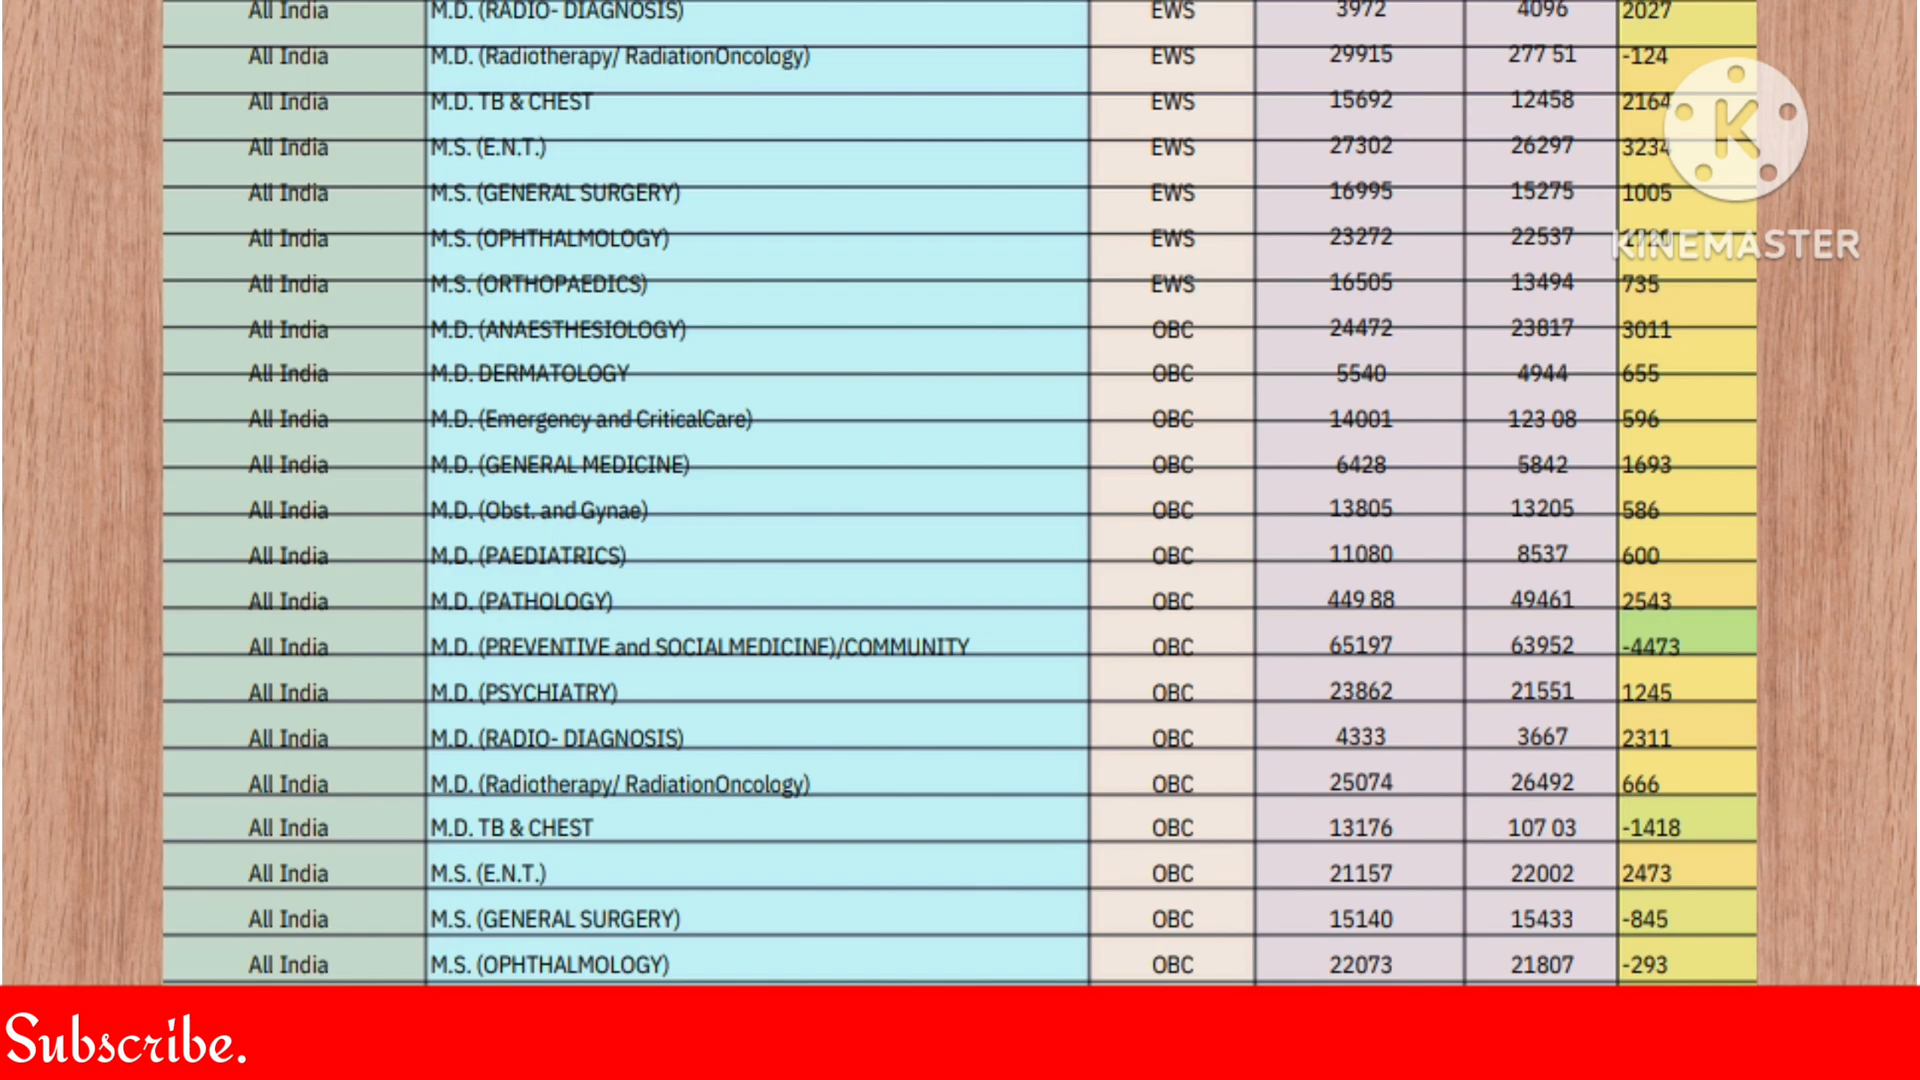 All India M.D. (RADIO- DIAGNOSIS) EWS 3972 4096 2027
All India M.D. (Radiotherapy/ RadiationOncology) EWS 29915 277 51 -124
All India M.D. TB & CHEST EWS 15692 12458 2164
All India M.S. (E.N.T.) EWS 27302 26297 3234
All India M.S. (GENERAL SURGERY) EWS 16995 15275 1005
All India M.S. (OPHTHALMOLOGY) EWS 23272 22537
All India M.S. (ORTHOPAEDICS) EWS 16505 13494 735
All India M.D. (ANAESTHESIOLOGY) OBC 24472 23817 3011
All India M.D. DERMATOLOGY OBC 5540 4944 655
All India M.D. (Emergency and CriticalCare) OBC 14001 123 08 596
All India M.D. (GENERAL MEDICINE) OBC 6428 5842 1693
All India M.D. (Obst. and Gynae) OBC 13805 13205 586
All India M.D. (PAEDIATRICS) OBC 11080 8537 600
All India M.D. (PATHOLOGY) OBC 449 88 49461 2543
All India M.D. (PREVENTIVE and SOCIALMEDICINE)/COMMUNITY OBC 65197 63952 -4473
All India M.D. (PSYCHIATRY) OBC 23862 21551 1245
All India M.D. (RADIO- DIAGNOSIS) OBC 4333 3667 2311
All India M.D. (Radiotherapy/ RadiationOncology) OBC 25074 26492 666
All India M.D. TB & CHEST OBC 13176 107 03 -1418
All India M.S. (E.N.T.) OBC 21157 22002 2473
All India M.S. (GENERAL SURGERY) OBC 15140 15433 -845
All India M.S. (OPHTHALMOLOGY) OBC 22073 21807 -293
K
KINEMASTER
Subscribe.